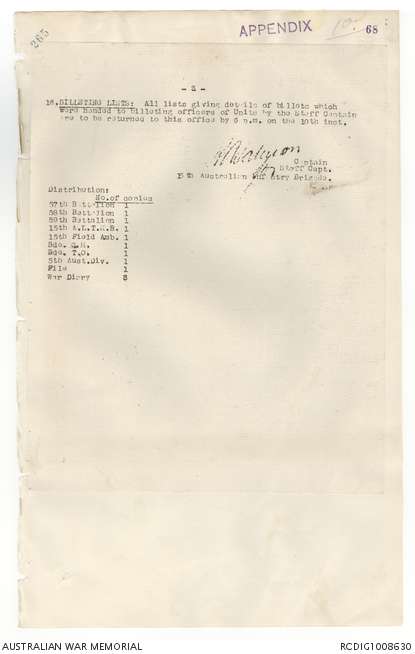 265
APPENDIX 10. 68
- 2 -
16. BILLETING LISTS: All lists giving details of billets which
were handed to billeting officers of Units by the Staff Captain
are to be returned to this office by 6 p.m. on the 10th inst.
Captain
Staff Capt.
15th Australian Infantry Brigade.
Distribution:
No.of copies
57th Battalion 1
58th Battalion 1
59th Battalion 1
15th A.L.T.M.B. 1
15th Field Amb. 1
Bde. Q.M. 1
Bde. T.O. 1
5th Aust.Div. 1
File 1
War Diary 3
AUSTRALIAN WAR MEMORIAL
RCDIG1008630